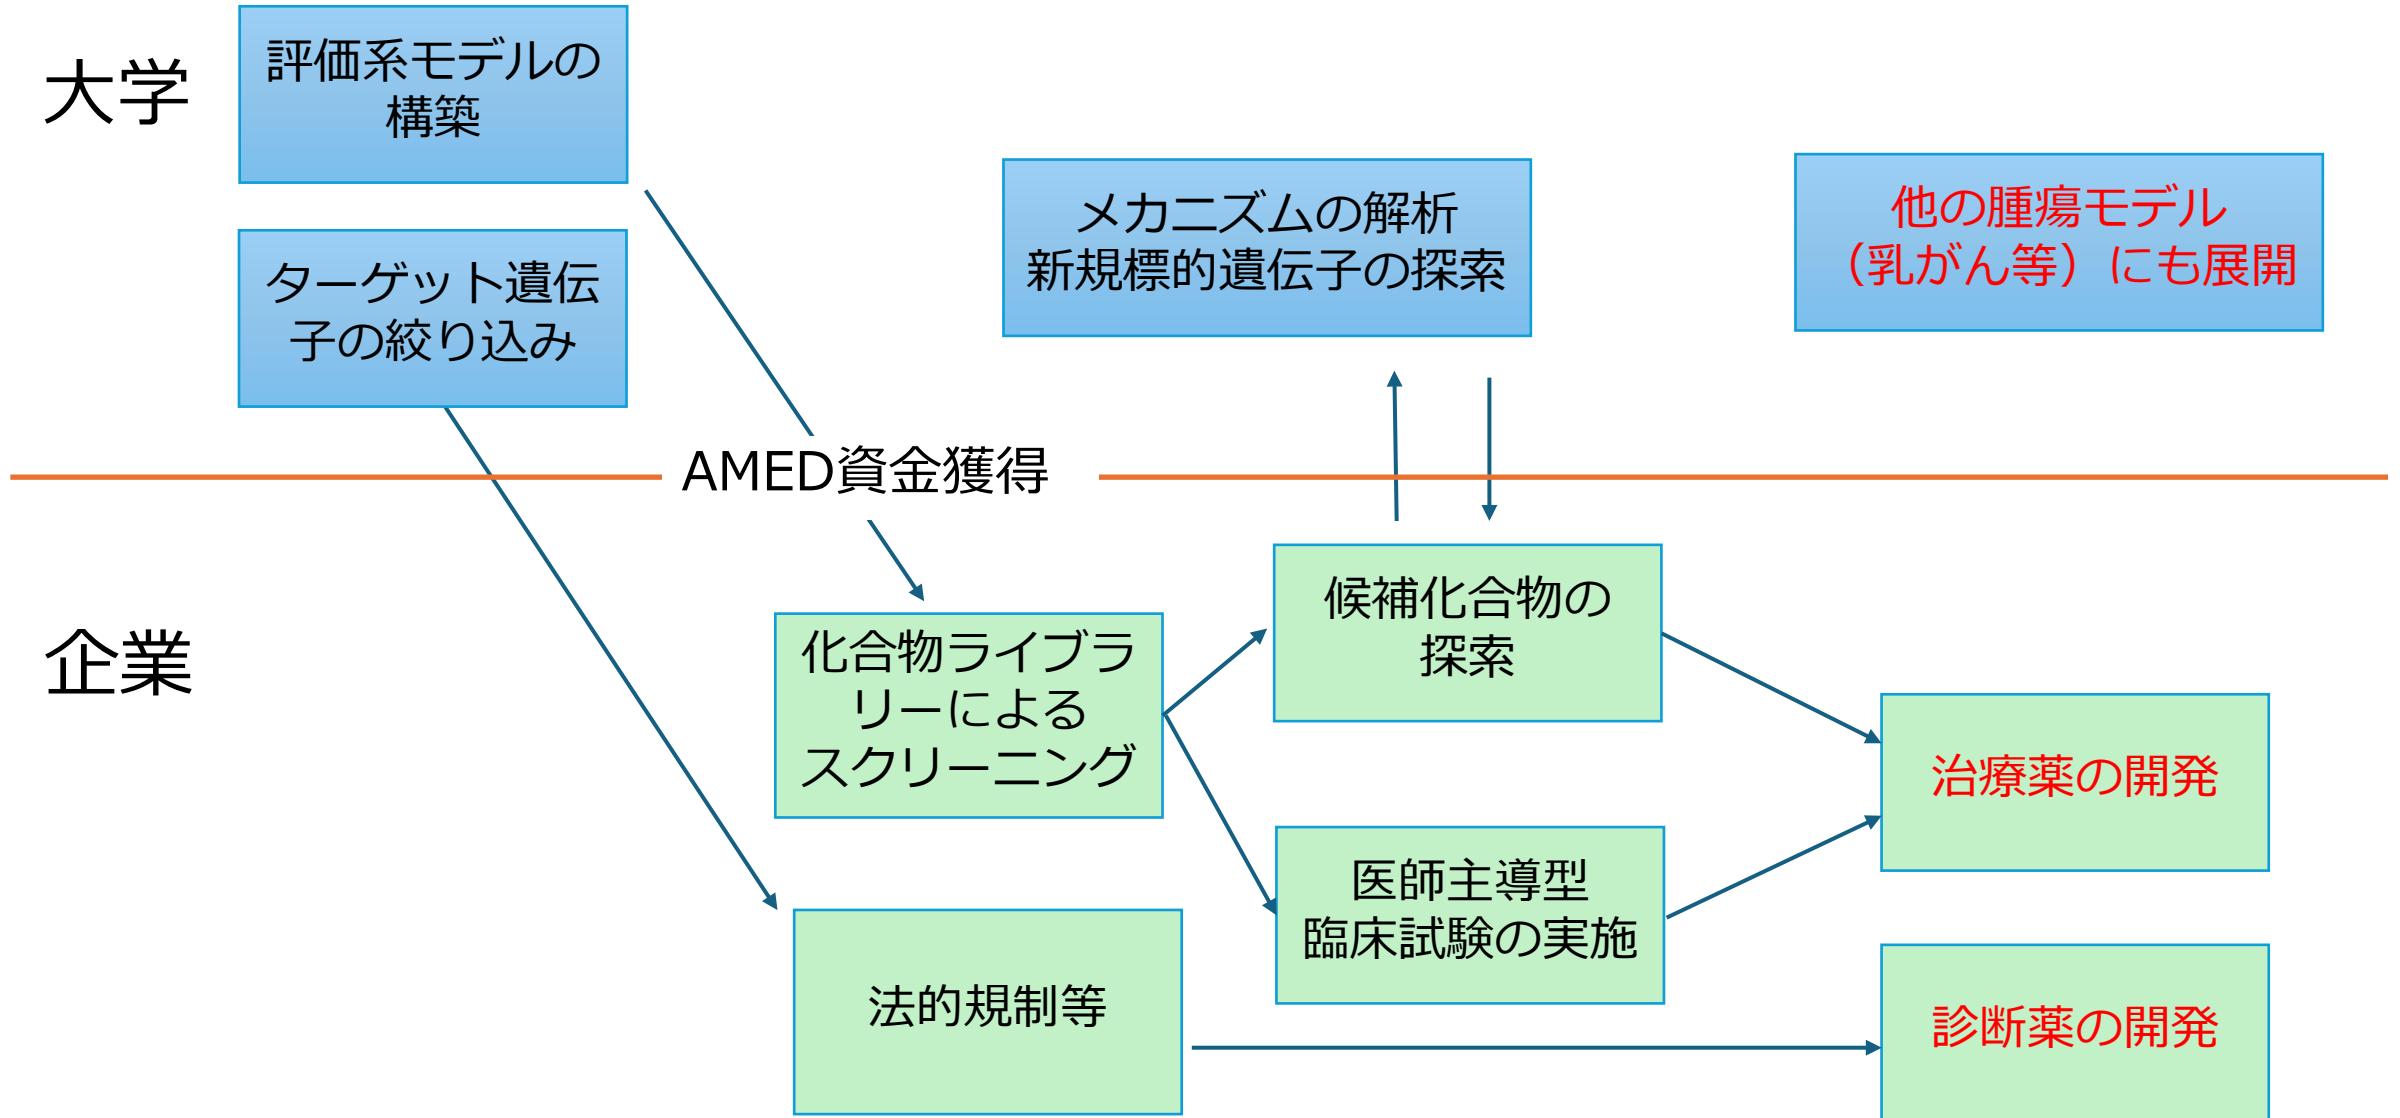 大学
評価系モデルの
構築
ターゲット遺伝
子の絞り込み
メカニズムの解析
新規標的遺伝子の探索
他の腫瘍モデル
（乳がん等）にも展開
AMED資金獲得
企業
化合物ライブラ
リーによる
スクリーニング
候補化合物の
探索
医師主導型
臨床試験の実施
法的規制等
治療薬の開発
診断薬の開発